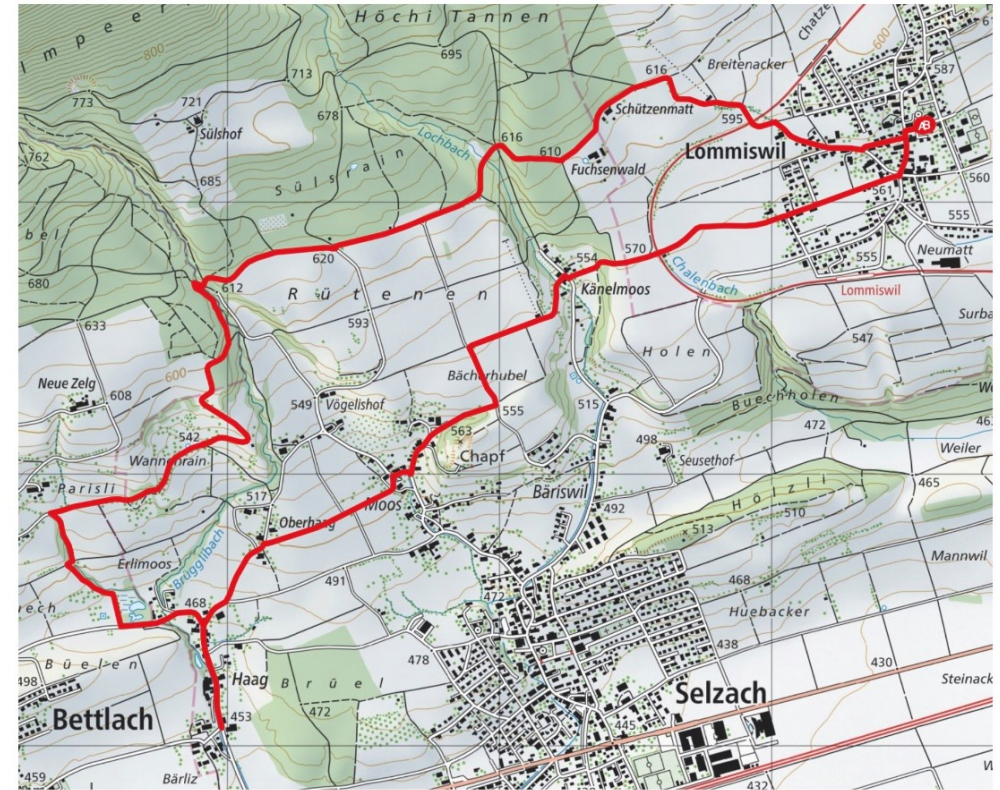 Höchi Tannen
m p e r
800
773
721
Sülshof
713
695
678
616
Breitenacker
Chatze
600
587
Schützenmatt
595
A/B
Lochbach
616
610
Lommiswil
Fuchsenwald
762
685
Sülsrain
561
560
555
bel
680
620
612
Rütenen
554
Känelmoos
570
Chalenbach
555
Neumatt
Lommiswil
Surba
633
593
Holen
547
600
Neue Zelg
608
Bächerhubel
Buechholen
549
Vögelishof
555
515
472
542
563
Chapf
498
Seusethof
Weiler
Wannenrain
465
Parisli
517
Moos
Bäriswil
492
Hölzli
510
513
Oberhaag
Erlimoos
Brügglibach
491
468
Mannwil
ech
468
472
Huebacker
438
Büelen
478
430
498
Haag
Brüel
Steinack
Bettlach
453
472
Selzach
445
459
Bärliz
432